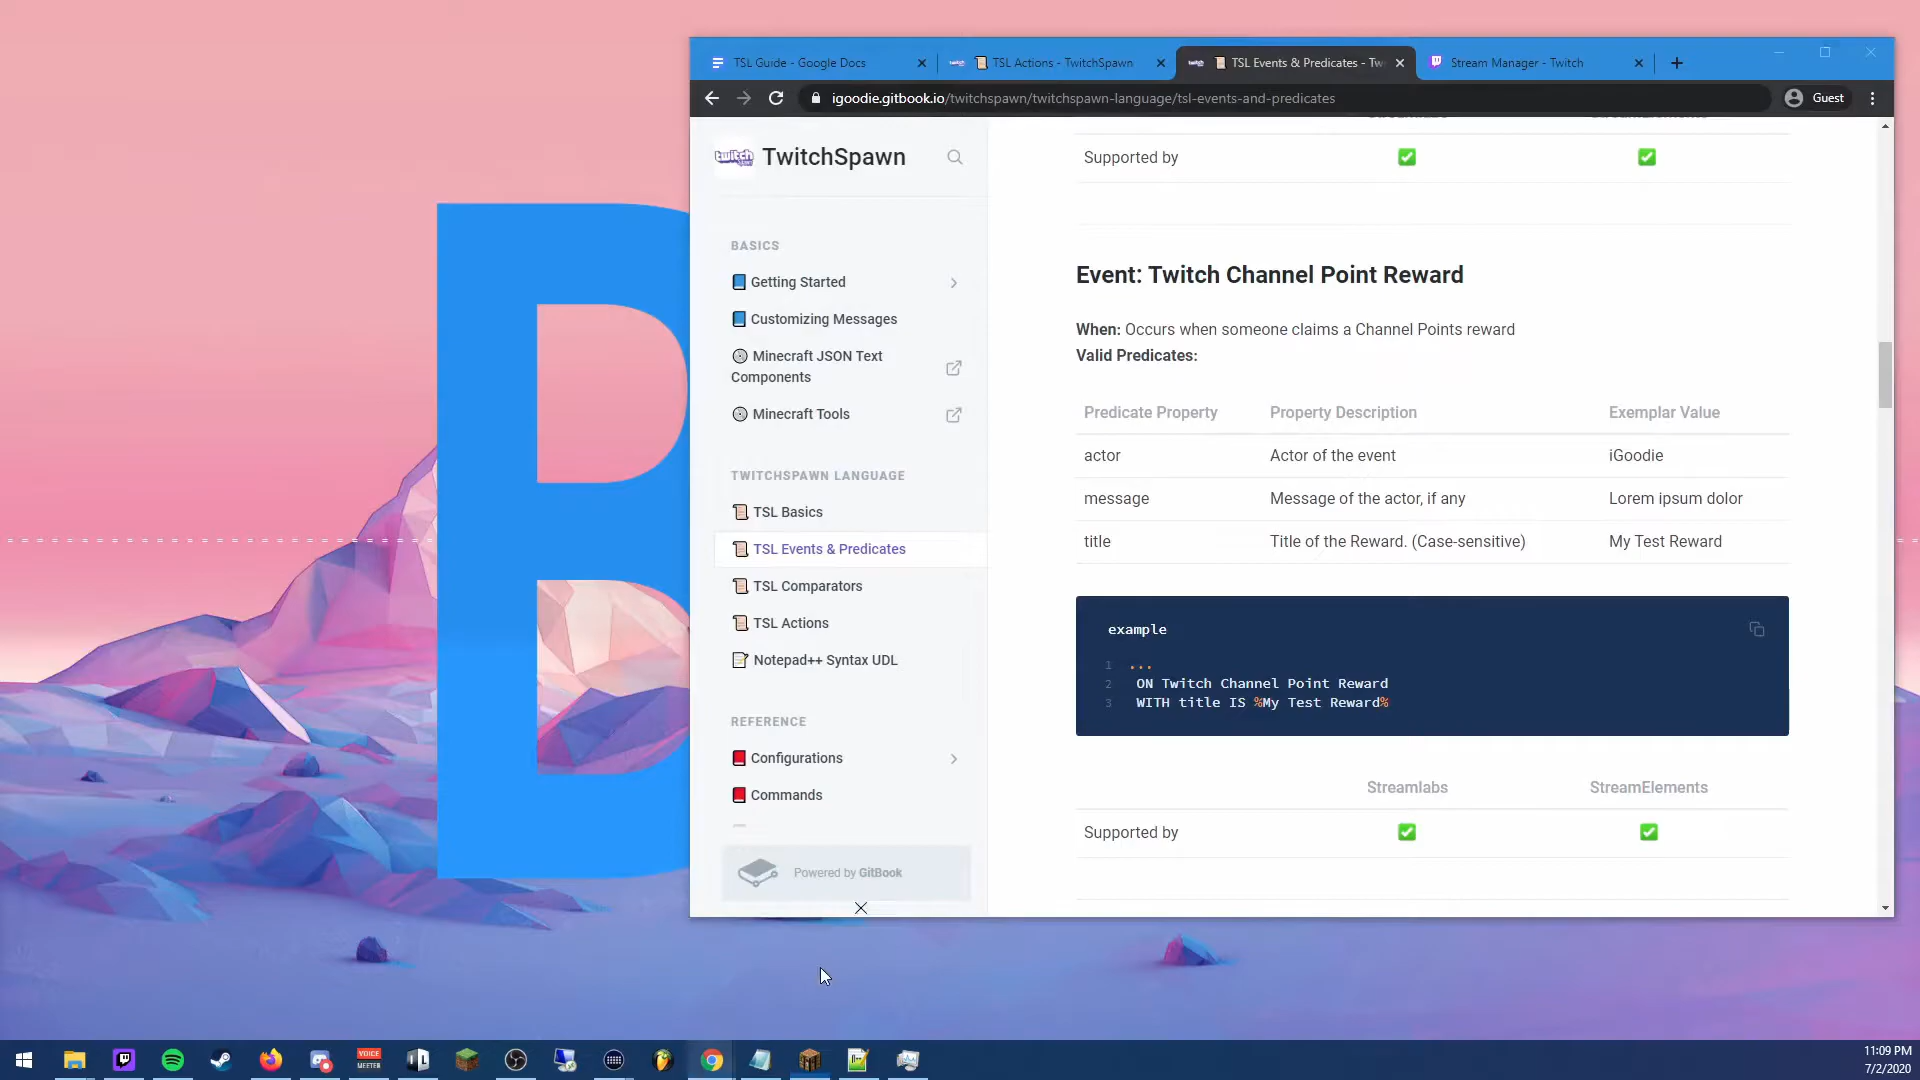 TSL Guide - Google Docs
TSL Actions - TwitchSpawn
TSL Events & Predicates - Tw
Stream Manager - Twitch
igoodie.gitbook.io/twitchspawn/twitchspawn-language/tsl-events-and-predicates
Guest
TwitchSpawn
BASICS
Getting Started
Customizing Messages
Minecraft JSON Text
Components
Minecraft Tools
TWITCHSPAWN LANGUAGE
TSL Basics
TSL Events & Predicates
TSL Comparators
TSL Actions
Notepad++ Syntax UDL
REFERENCE
Configurations
Commands
Powered by GitBook
Supported by
Event: Twitch Channel Point Reward
When: Occurs when someone claims a Channel Points reward
Valid Predicates:
Predicate Property Property Description Exemplar Value
actor Actor of the event iGoodie
message Message of the actor, if any Lorem ipsum dolor
title Title of the Reward. (Case-sensitive) My Test Reward
example
1 ...
2 ON Twitch Channel Point Reward
3 WITH title IS %My Test Reward%
Streamlabs StreamElements
Supported by
VOICE
MEETER
11:09 PM
7/2/2020